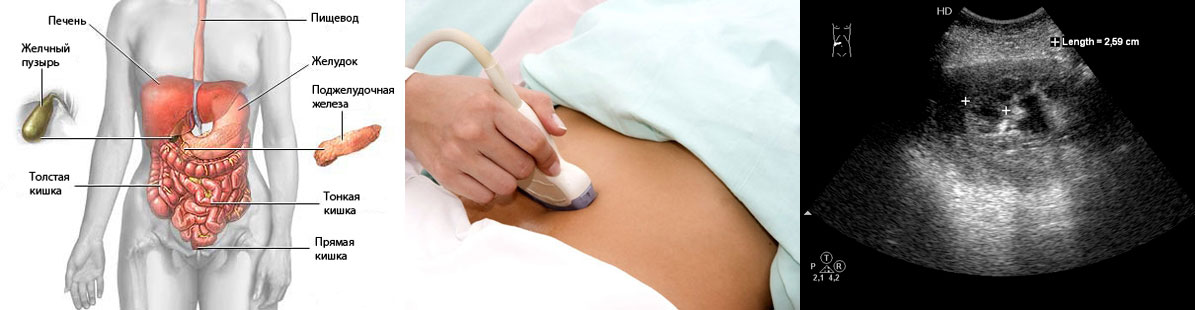 Печень
Пищевод
Желчный
пузырь
Желудок
Поджелудочная
железа
Толстая
кишка
Тонкая
кишка
Прямая
кишка
HD
Length = 2,59 cm
T
P R
2,1 4,2